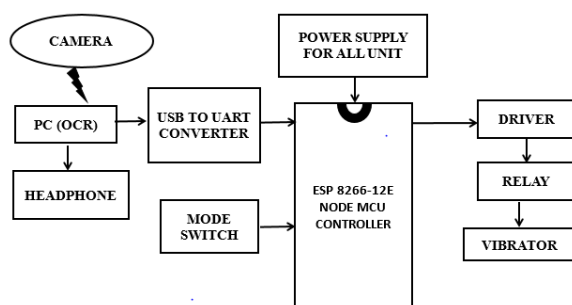 CAMERA
POWER SUPPLY
FOR ALL UNIT
PC (OCR)
USB TO UART
CONVERTER
DRIVER
HEADPHONE
ESP 8266-12E
NODE MCU
CONTROLLER
RELAY
MODE
SWITCH
VIBRATOR